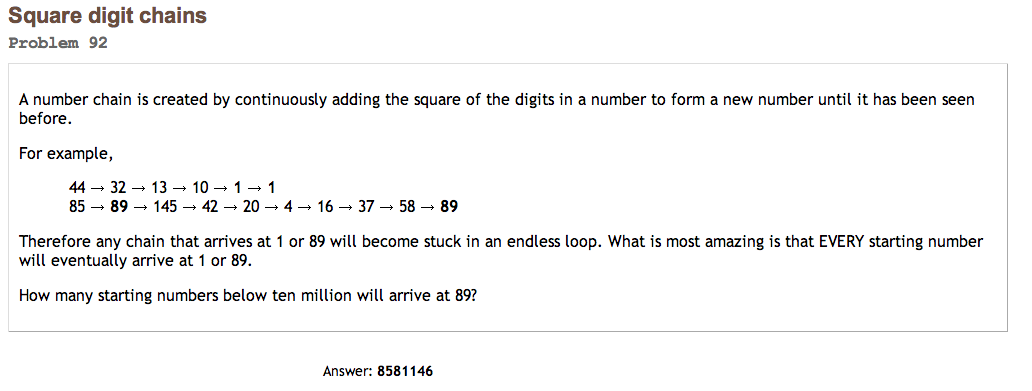 Square digit chains
Problem 92
A number chain is created by continuously adding the square of the digits in a number to form a new number until it has been seen
before.
For example,
44 → 32 → 13 → 10 → 1 → 1
85 → 89 → 145 → 42 → 20 → 4 → 16 → 37 → 58 → 89
Therefore any chain that arrives at 1 or 89 will become stuck in an endless loop. What is most amazing is that EVERY starting number
will eventually arrive at 1 or 89.
How many starting numbers below ten million will arrive at 89?
Answer: 8581146